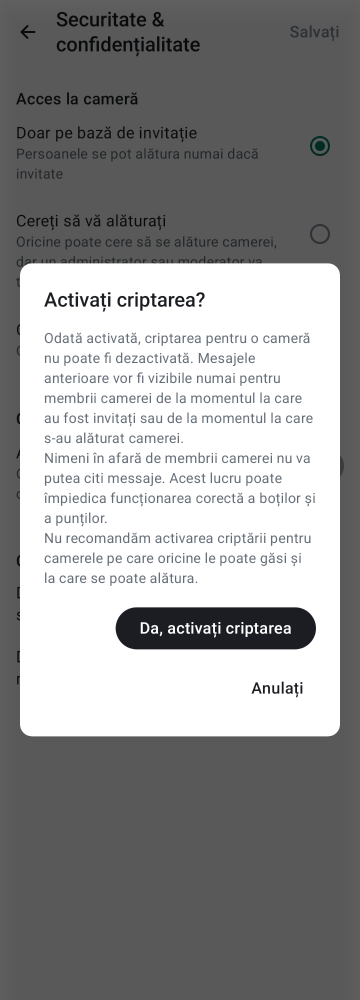 Securitate &
confidențialitate
Salvați
Acces la cameră
Doar pe bază de invitație
Persoanele se pot alătura numai dacă
invitate
Cereți să vă alăturați
Oricine poate cere să se alăture camerei,
dar un administrator sau moderator va
Activați criptarea?
Odată activată, criptarea pentru o cameră
nu poate fi dezactivată. Mesajele
anterioare vor fi vizibile numai pentru
membrii camerei de la momentul la care
au fost invitați sau de la momentul la care
s-au alăturat camerei.
Nimeni în afară de membrii camerei nu va
putea citi messaje. Acest lucru poate
împiedica funcționarea corectă a boților și
a punților.
Nu recomandăm activarea criptării pentru
camerele pe care oricine le poate găsi și
la care se poate alătura.
Da, activați criptarea
Anulați